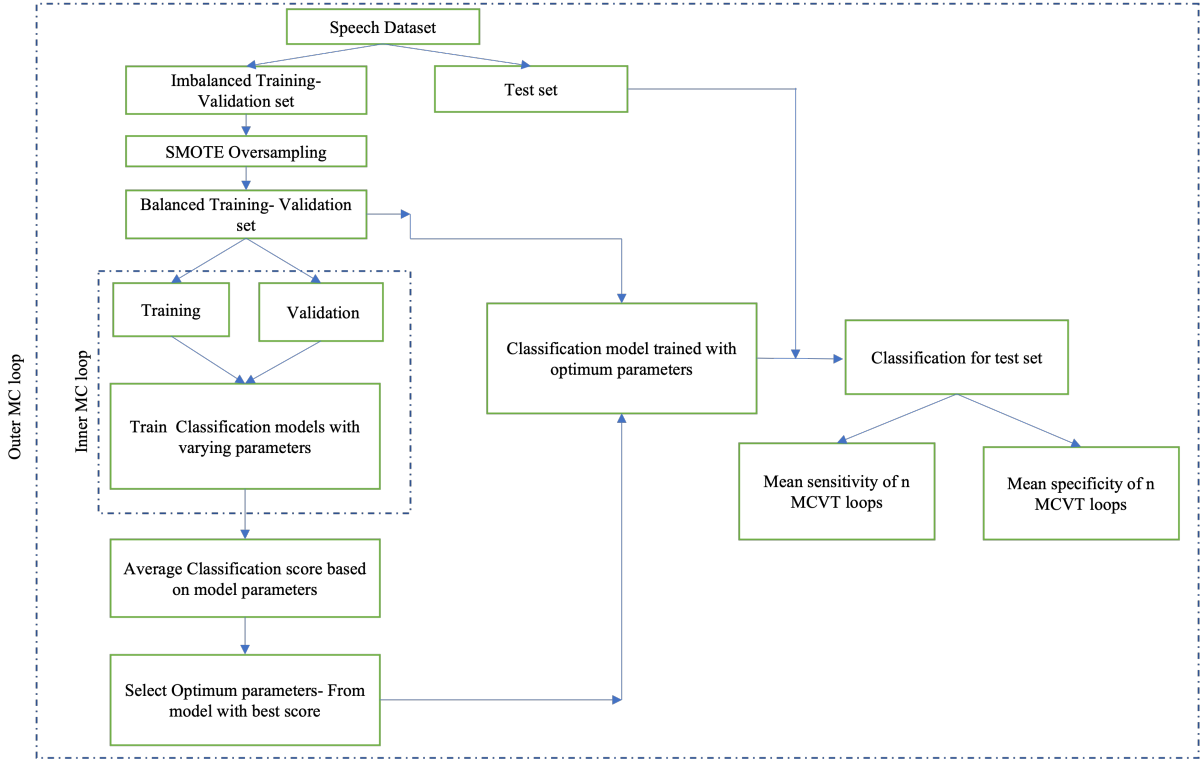 Speech Dataset
Imbalanced Training-
Validation set
Test set
SMOTE Oversampling
Balanced Training- Validation
set
Training
Validation
Train  Classification models with
varying parameters
Inner MC loop
Outer MC loop
Average Classification score based
on model parameters
Select Optimum parameters- From
model with best score
Classification model trained with
optimum parameters
Classification for test set
Mean sensitivity of n
MCVT loops
Mean specificity of n
MCVT loops